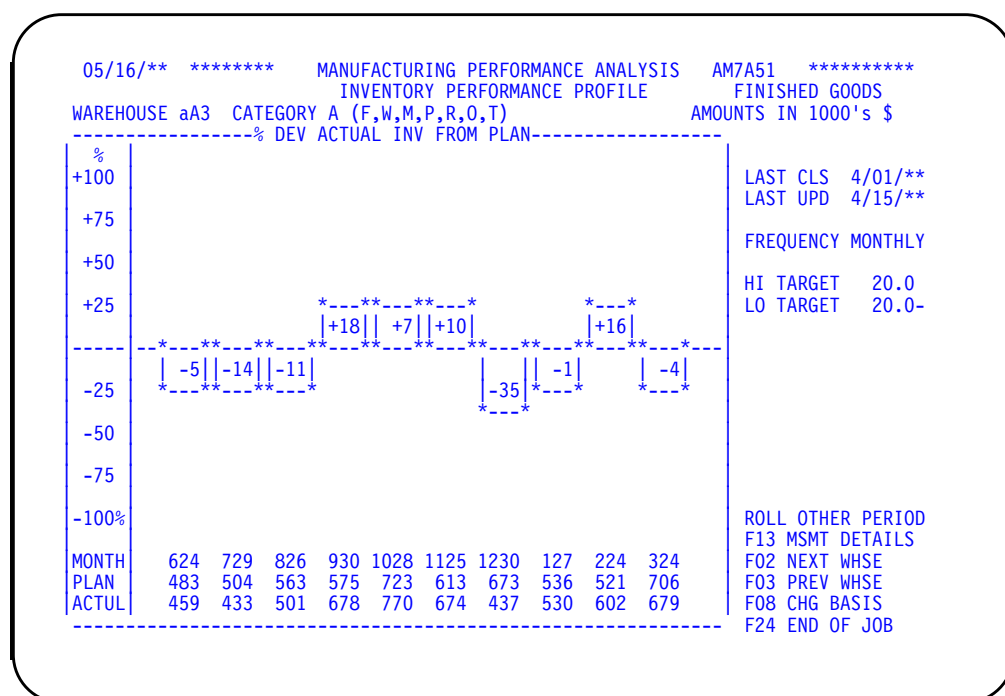 05/16/** ******** MANUFACTURING PERFORMANCE ANALYSIS AM7A51 **********
INVENTORY PERFORMANCE PROFILE FINISHED GOODS
WAREHOUSE aA3 CATEGORY A (F,W,M,P,R,O,T) AMOUNTS IN 1000's $
-----------------% DEV ACTUAL INV FROM PLAN------------------
| % | |
|+100 | | LAST CLS 4/01/**
| | | LAST UPD 4/15/**
| +75 | |
| | | FREQUENCY MONTHLY
| +50 | |
| | | HI TARGET 20.0
| +25 | *---**---**---* *---* | LO TARGET 20.0-
| | |+18|| +7||+10| |+16| |
|-----|--*---**---**---**---**---**---**---**---**---**---*---
| | | -5||-14||-11| | || -1| | -4| |
| -25 | *---**---**---* |-35|*---* *---* |
| | *---* |
| -50 | |
| -75 | |
|-100%| | ROLL OTHER PERIOD
| | | F13 MSMT DETAILS
|MONTH| 624 729 826 930 1028 1125 1230 127 224 324 | F02 NEXT WHSE
|PLAN | 483 504 563 575 723 613 673 536 521 706 | F03 PREV WHSE
|ACTUL| 459 433 501 678 770 674 437 530 602 679 | F08 CHG BASIS
------------------------------------------------------------- F24 END OF JOB